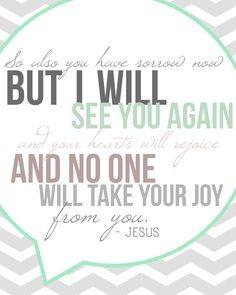 So also you have sorrow now
BUT I WILL
SEE YOU AGAIN
and your hearts will rejoice
AND NO ONE
WILL TAKE YOUR JOY
from you.
- JESUS